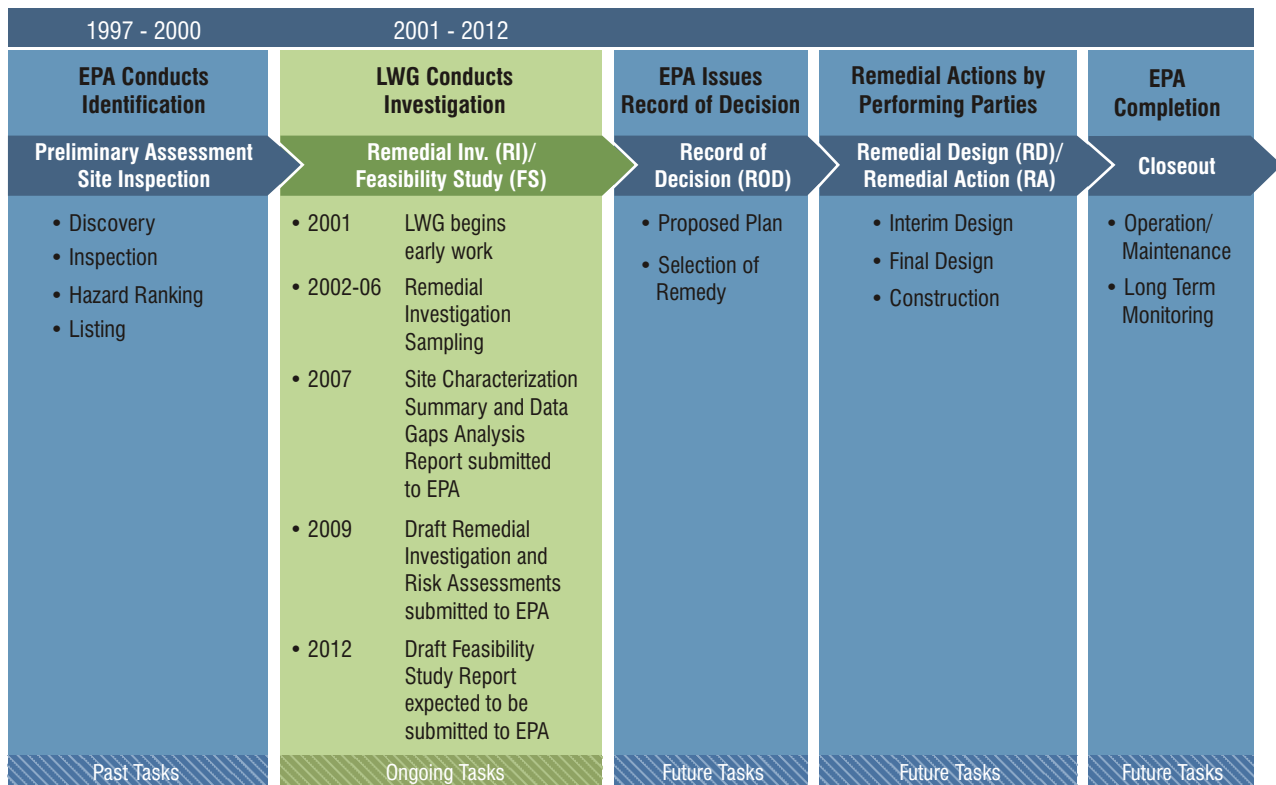 1997 - 2000
2001 - 2012
EPA Conducts
Identification
LWG Conducts
Investigation
EPA Issues
Record of Decision
Remedial Actions by
Performing Parties
EPA
Completion
Preliminary Assessment
Site Inspection
Remedial Inv. (RI)/
Feasibility Study (FS)
Record of
Decision (ROD)
Remedial Design (RD)/
Remedial Action (RA)
Closeout
• Discovery
• Inspection
• Hazard Ranking
• Listing
• 2001 LWG begins
early work
• 2002-06 Remedial
Investigation
Sampling
• 2007 Site Characterization
Summary and Data
Gaps Analysis
Report submitted
to EPA
• 2009 Draft Remedial
Investigation and
Risk Assessments
submitted to EPA
• 2012 Draft Feasibility
Study Report
expected to be
submitted to EPA
• Proposed Plan
• Selection of
Remedy
• Interim Design
• Final Design
• Construction
• Operation/
Maintenance
• Long Term
Monitoring
Past Tasks
Ongoing Tasks
Future Tasks
Future Tasks
Future Tasks